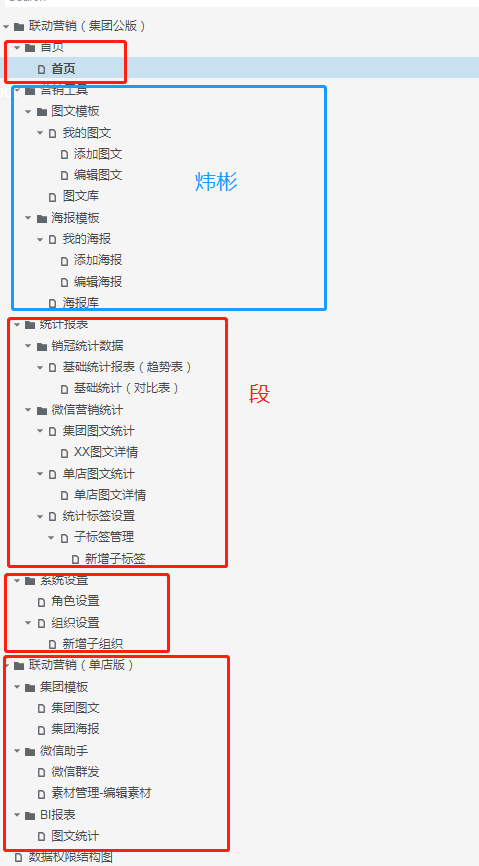 联动营销（集团公版）
首页
首页
营销工具
图文模板
我的图文
添加图文
编辑图文
图文库
炜彬
海报模板
我的海报
添加海报
编辑海报
海报库
统计报表
销冠统计数据
基础统计报表（趋势表）
基础统计（对比表）
段
微信营销统计
集团图文统计
XX图文详情
单店图文统计
单店图文详情
统计标签设置
子标签管理
新增子标签
系统设置
角色设置
组织设置
新增子组织
联动营销（单店版）
集团模板
集团图文
集团海报
微信助手
微信群发
素材管理-编辑素材
BI报表
图文统计
数据权限结构图